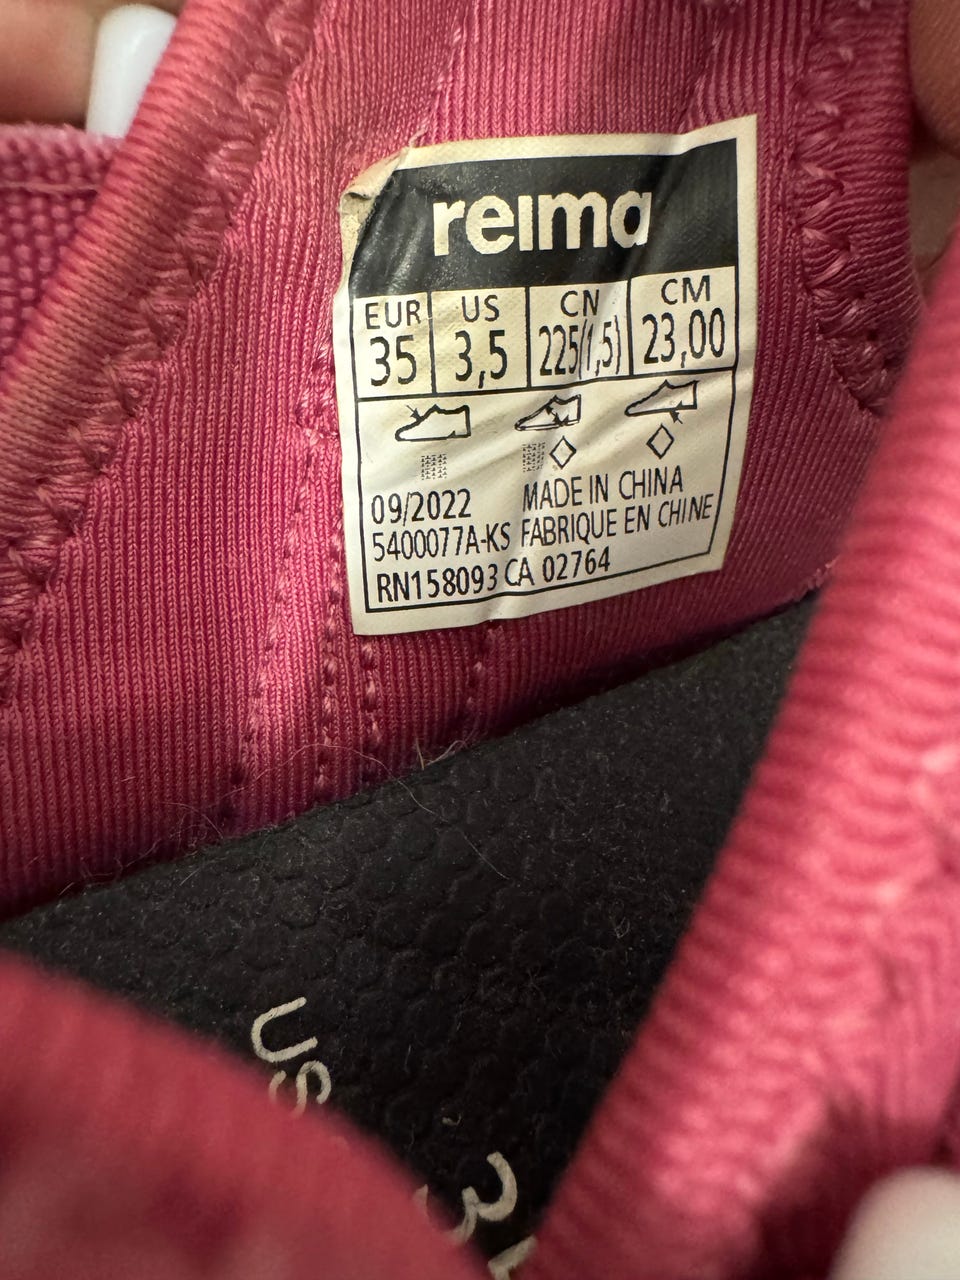 reima
EUR US CN CM
35 3,5 225(1,5) 23,00
09/2022 MADE IN CHINA
5400077A-KS FABRIQUE EN CHINE
RN158093 CA 02764
US